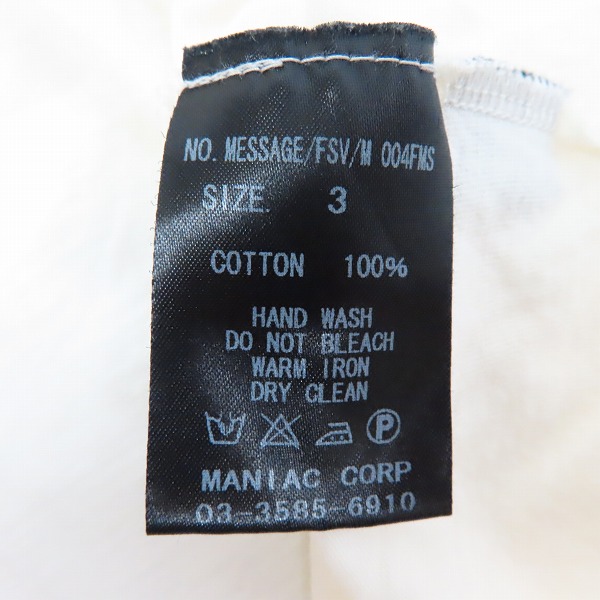 NO. MESSAGE/FSV/M 004FMS
SIZE. 3
COTTON 100%
HAND WASH
DO NOT BLEACH
WARM IRON
DRY CLEAN
P
MANIAC CORP
03-3585-6910